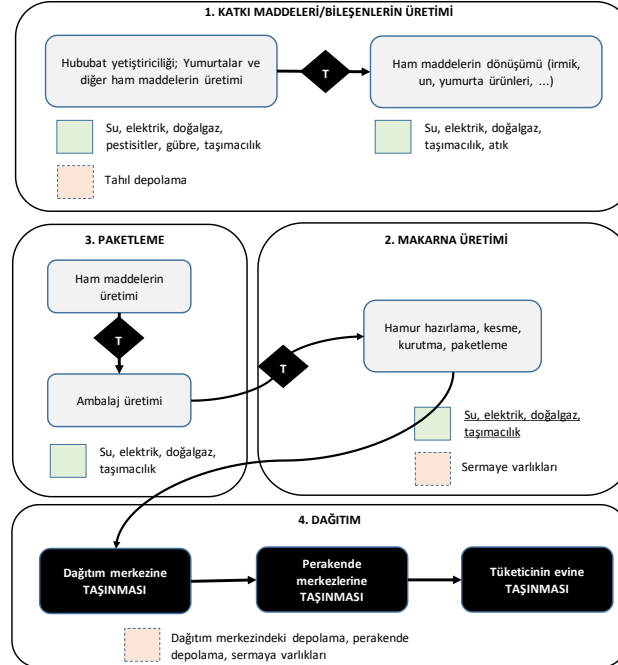 1. KATKI MADDELERİ/BİLEŞENLERİN ÜRETİMİ
Hububat yetiştiriciliği; Yumurtalar ve
diğer ham maddelerin üretimi
T
Ham maddelerin dönüşümü (irmik,
un, yumurta ürünleri, ...)
Su, elektrik, doğalgaz,
pestisitler, gübre, taşımacılık
Su, elektrik, doğalgaz,
taşımacılık, atık
Tahıl depolama
3. PAKETLEME
Ham maddelerin
üretimi
T
Ambalaj üretimi
Su, elektrik, doğalgaz,
taşımacılık
T
2. MAKARNA ÜRETİMİ
Hamur hazırlama, kesme,
kurutma, paketleme
Su, elektrik, doğalgaz,
taşımacılık
Sermaye varlıkları
4. DAĞITIM
Dağıtım merkezine
TAŞINMASI
Perakende
merkezlerine
TAŞINMASI
Tüketicinin evine
TAŞINMASI
Dağıtım merkezindeki depolama, perakende
depolama, sermaya varlıkları